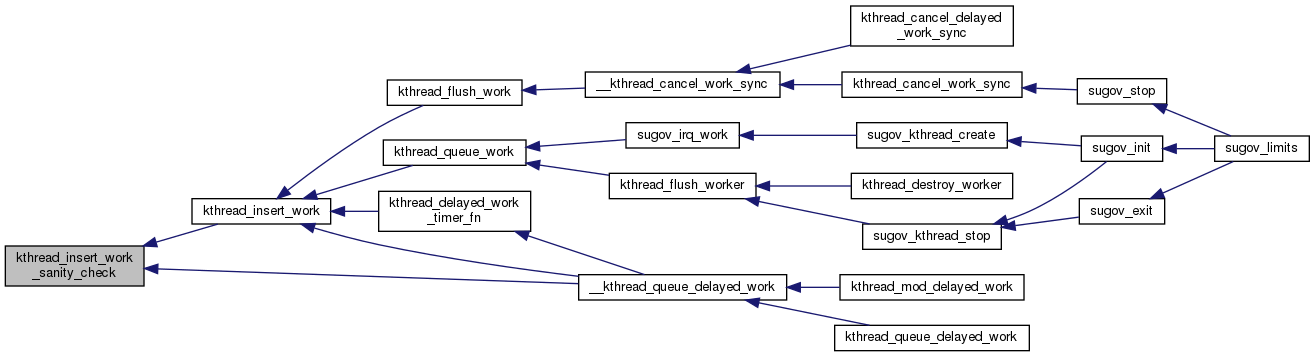 kthread_cancel_delayed
_work_sync
kthread_flush_work
__kthread_cancel_work_sync
kthread_cancel_work_sync
sugov_stop
kthread_queue_work
sugov_irq_work
sugov_kthread_create
sugov_init
sugov_limits
kthread_flush_worker
kthread_destroy_worker
kthread_insert_work
kthread_delayed_work
_timer_fn
sugov_exit
sugov_kthread_stop
kthread_insert_work
_sanity_check
__kthread_queue_delayed_work
kthread_mod_delayed_work
kthread_queue_delayed_work